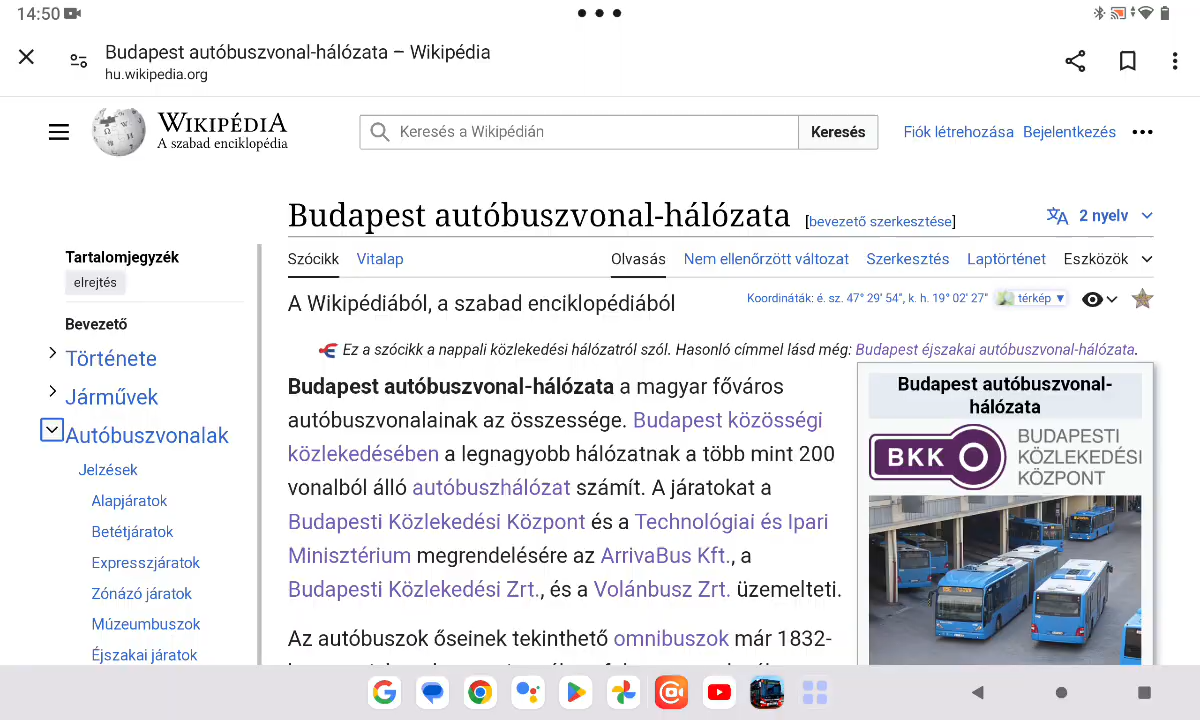 14:50
Budapest autóbuszvonal-hálózata – Wikipédia
hu.wikipedia.org
WIKIPÉDIA
A szabad enciklopédia
Keresés a Wikipédián
Keresés
Fiók létrehozása Bejelentkezés
Budapest autóbuszvonal-hálózata [bevezető szerkesztése]
2 nyelv
Tartalomjegyzék
elrejtés
Bevezető
Története
Járművek
Autóbuszvonalak
Jelzések
Alapjáratok
Betétjáratok
Expresszjáratok
Zónázó járatok
Múzeumbuszok
Éjszakai járatok
Szócikk Vitalap Olvasás Nem ellenőrzött változat Szerkesztés Laptörténet Eszközök
A Wikipédiából, a szabad enciklopédiából
Koordináták: é. sz. 47° 29′ 54″, k. h. 19° 02′ 27″ térkép ▼
Ez a szócikk a nappali közlekedési hálózatról szól. Hasonló címmel lásd még: Budapest éjszakai autóbuszvonal-hálózata.
Budapest autóbuszvonal-hálózata a magyar főváros
autóbuszvonalainak az összessége. Budapest közösségi
közlekedésében a legnagyobb hálózatnak a több mint 200
vonalból álló autóbuszhálózat számít. A járatokat a
Budapesti Közlekedési Központ és a Technológiai és Ipari
Minisztérium megrendelésére az ArrivaBus Kft., a
Budapesti Közlekedési Zrt., és a Volánbusz Zrt. üzemelteti.
Az autóbuszok őseinek tekinthető omnibuszok már 1832-
Budapest autóbuszvonal-
hálózata
BKK
BUDAPESTI
KÖZLEKEDÉSI
KÖZPONT